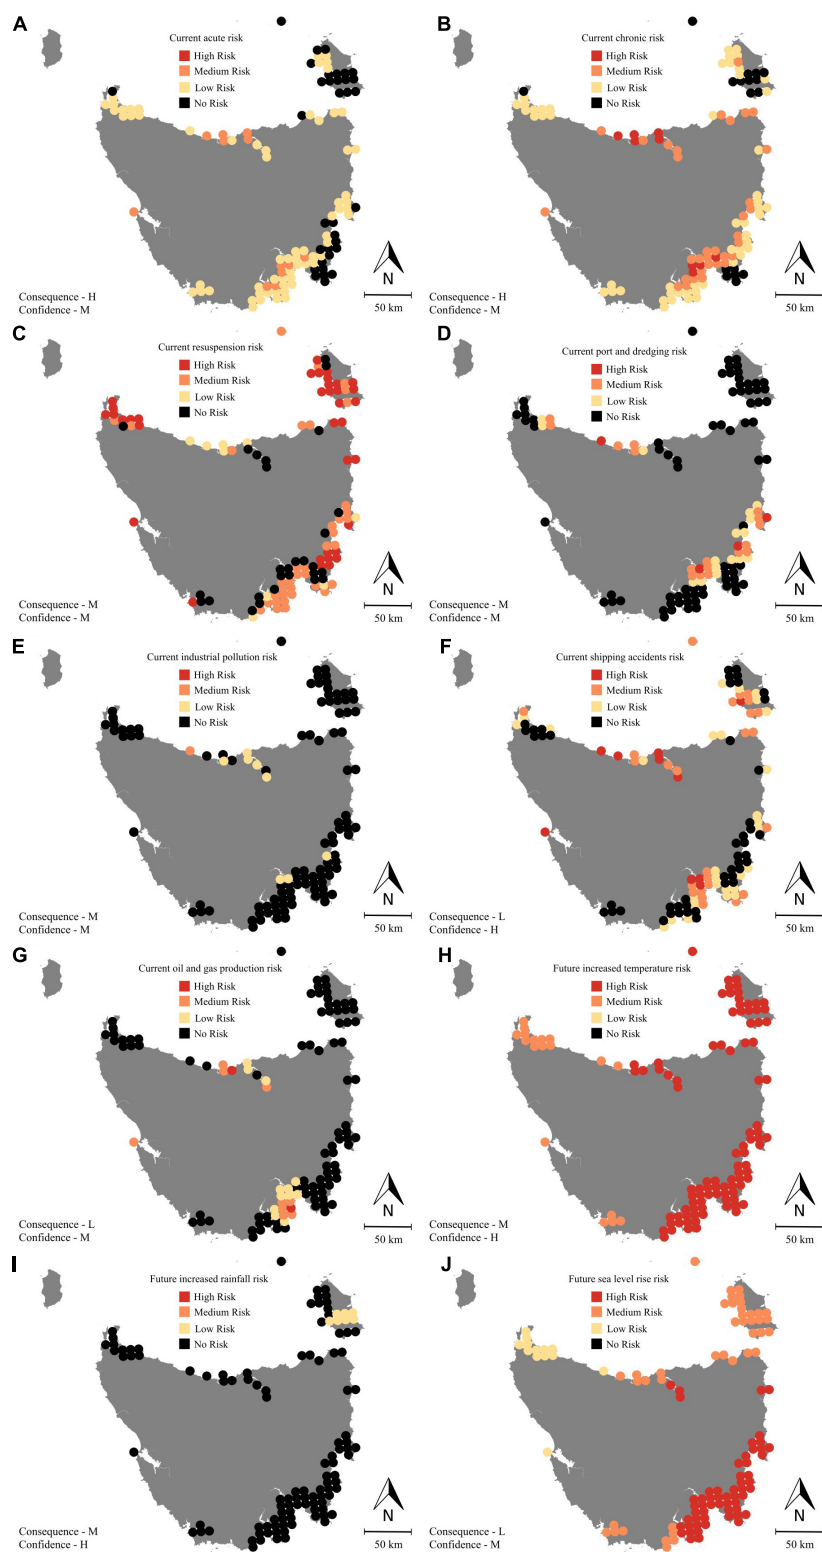 A
Current acute risk
High Risk
Medium Risk
Low Risk
No Risk
N
50 km
Consequence - H
Confidence - M
B
Current chronic risk
High Risk
Medium Risk
Low Risk
No Risk
N
50 km
Consequence - H
Confidence - M
C
Current resuspension risk
High Risk
Medium Risk
Low Risk
No Risk
N
50 km
Consequence - M
Confidence - M
D
Current port and dredging risk
High Risk
Medium Risk
Low Risk
No Risk
N
50 km
Consequence - M
Confidence - M
E
Current industrial pollution risk
High Risk
Medium Risk
Low Risk
No Risk
N
50 km
Consequence - M
Confidence - M
F
Current shipping accidents risk
High Risk
Medium Risk
Low Risk
No Risk
N
50 km
Consequence - L
Confidence - H
G
Current oil and gas production risk
High Risk
Medium Risk
Low Risk
No Risk
N
50 km
Consequence - L
Confidence - M
H
Future increased temperature risk
High Risk
Medium Risk
Low Risk
No Risk
N
50 km
Consequence - M
Confidence - H
I
Future increased rainfall risk
High Risk
Medium Risk
Low Risk
No Risk
N
50 km
Consequence - M
Confidence - H
J
Future sea level rise risk
High Risk
Medium Risk
Low Risk
No Risk
N
50 km
Consequence - L
Confidence - M